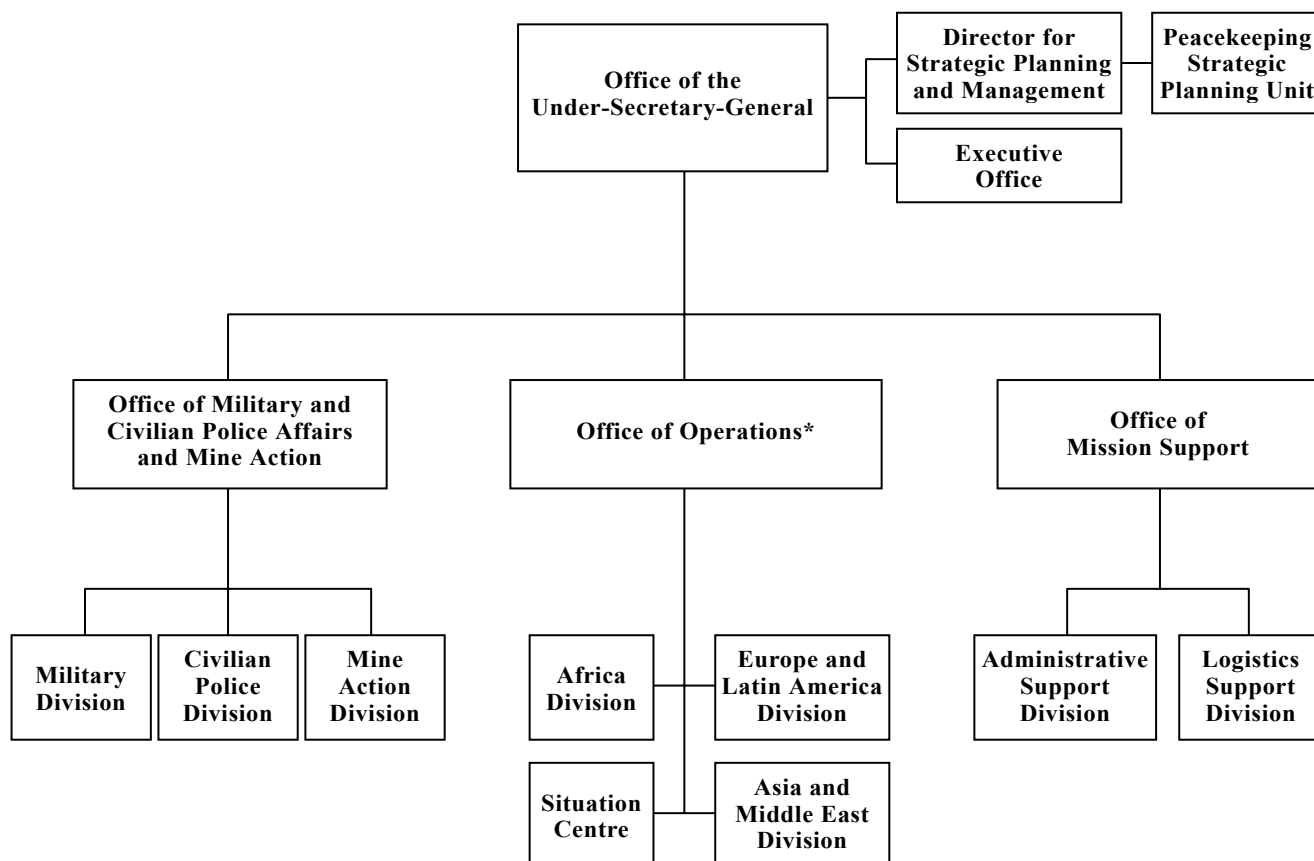 Office of the
Under-Secretary-General
Director for
Strategic Planning
and Management
Peacekeeping
Strategic
Planning Unit
Executive
Office
Office of Military and
Civilian Police Affairs
and Mine Action
Office of Operations*
Office of
Mission Support
Military
Division
Civilian
Police
Division
Mine
Action
Division
Africa
Division
Europe and
Latin America
Division
Administrative
Support
Division
Logistics
Support
Division
Situation
Centre
Asia and
Middle East
Division